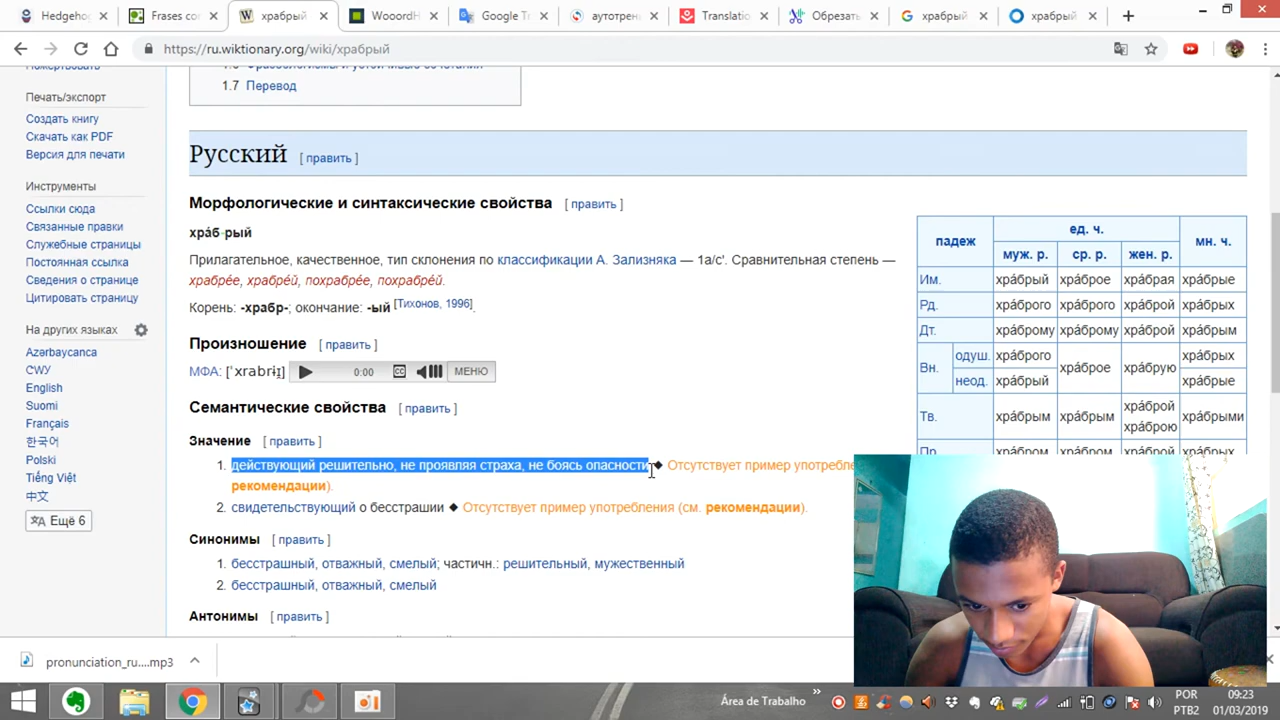 Hedgehog
Frases con
храбрый
WooordH
Google Tr
аутотрен
Translation
Обрезать
храбрый
храбрый
https://ru.wiktionary.org/wiki/храбрый
1.7 Перевод
Печать/экспорт
Создать книгу
Скачать как PDF
Версия для печати
Инструменты
Ссылки сюда
Связанные правки
Служебные страницы
Постоянная ссылка
Сведения о странице
Цитировать страницу
На других языках
Azərbaycanca
English
Suomi
Français
한국어
Polski
Tiếng Việt
中文
Ещё 6
Русский [ править ]
Морфологические и синтаксические свойства [ править ]
хра́б-рый
Прилагательное, качественное, тип склонения по классификации А. Зализняка — 1a/c'. Сравнительная степень —
храбре́е, храбре́й, похрабре́е, похрабре́й.
Корень: -храбр-; окончание: -ый [Тихонов, 1996].
Произношение [ править ]
МФА: [ˈxrabrɨɪ̯] 0:00 CC МЕНЮ
Семантические свойства [ править ]
Значение [ править ]
1. действующий решительно, не проявляя страха, не боясь опасности ◆ Отсутствует пример употребле
рекомендации).
2. свидетельствующий о бесстрашии ◆ Отсутствует пример употребления (см. рекомендации).
Синонимы [ править ]
1. бесстрашный, отважный, смелый; частичн.: решительный, мужественный
2. бесстрашный, отважный, смелый
Антонимы [ править ]
падеж ед. ч. мн. ч.
муж. р. ср. р. жен. р.
Им. хра́брый хра́брое хра́брая хра́брые
Рд. хра́брого хра́брого хра́брой хра́брых
Дт. хра́брому хра́брому хра́брой хра́брым
Вн. одуш. хра́брого хра́брое хра́брую хра́брых
неод. хра́брый хра́брые
Тв. хра́брым хра́брым хра́брой хра́брою хра́брыми
pronunciation_ru....mp3
Área de Trabalho
POR
PTB2
09:23
01/03/2019